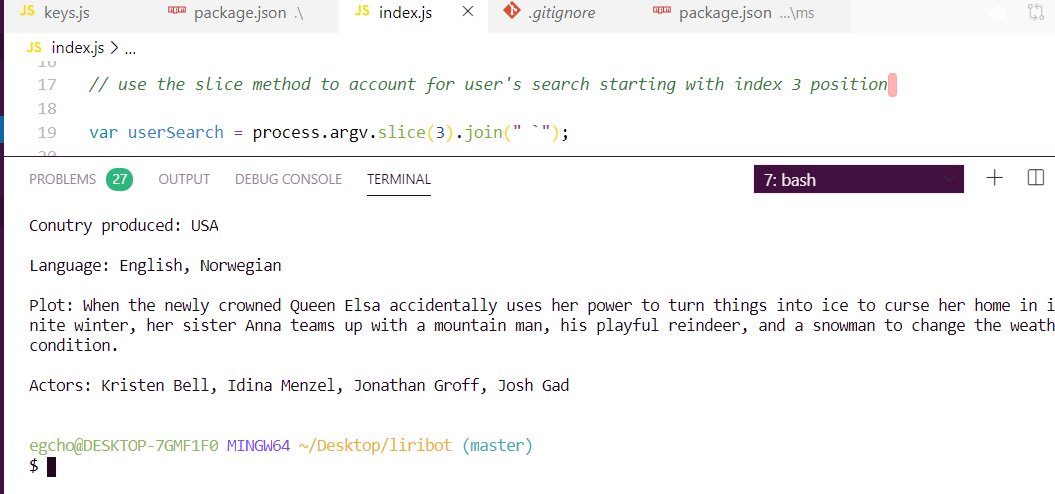 JS keys.js npm package.json .\ JS index.js × .gitignore npm package.json ...\ms
JS index.js > ...
16
17 // use the slice method to account for user's search starting with index 3 position
18
19 var userSearch = process.argv.slice(3).join(" `");
20
PROBLEMS 27 OUTPUT DEBUG CONSOLE TERMINAL 7: bash
Conutry produced: USA
Language: English, Norwegian
Plot: When the newly crowned Queen Elsa accidentally uses her power to turn things into ice to curse her home in i
nite winter, her sister Anna teams up with a mountain man, his playful reindeer, and a snowman to change the weath
condition.
Actors: Kristen Bell, Idina Menzel, Jonathan Groff, Josh Gad
egcho@DESKTOP-7GMF1F0 MINGW64 ~/Desktop/liribot (master)
$